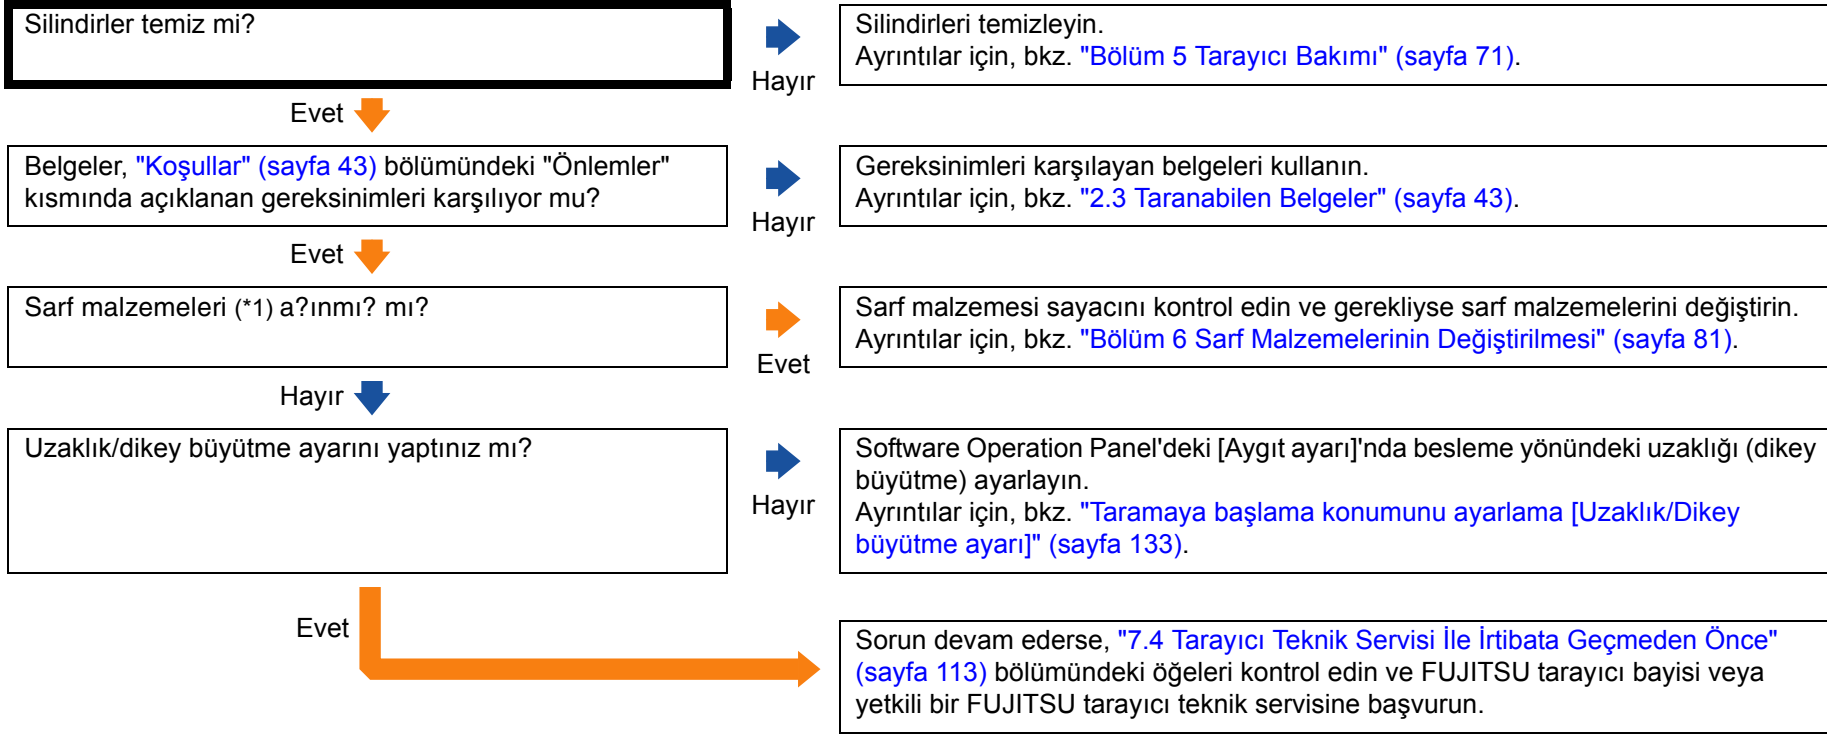 Silindirler temiz mi?
Hayır
Silindirleri temizleyin.
Ayrıntılar için, bkz. "Bölüm 5 Tarayıcı Bakımı" (sayfa 71).
Evet
Belgeler, "Koşullar" (sayfa 43) bölümündeki "Önlemler"
kısmında açıklanan gereksinimleri karşılıyor mu?
Hayır
Gereksinimleri karşılayan belgeleri kullanın.
Ayrıntılar için, bkz. "2.3 Taranabilen Belgeler" (sayfa 43).
Evet
Sarf malzemeleri (*1) a?ınmı? mı?
Evet
Sarf malzemesi sayacını kontrol edin ve gerekliyse sarf malzemelerini değiştirin.
Ayrıntılar için, bkz. "Bölüm 6 Sarf Malzemelerinin Değiştirilmesi" (sayfa 81).
Hayır
Uzaklık/dikey büyütme ayarını yaptınız mı?
Hayır
Software Operation Panel'deki [Aygıt ayarı]'nda besleme yönündeki uzaklığı (dikey
büyütme) ayarlayın.
Ayrıntılar için, bkz. "Taramaya başlama konumunu ayarlama [Uzaklık/Dikey
büyütme ayarı]" (sayfa 133).
Evet
Sorun devam ederse, "7.4 Tarayıcı Teknik Servisi İle İrtibata Geçmeden Önce"
(sayfa 113) bölümündeki öğeleri kontrol edin ve FUJITSU tarayıcı bayisi veya
yetkili bir FUJITSU tarayıcı teknik servisine başvurun.